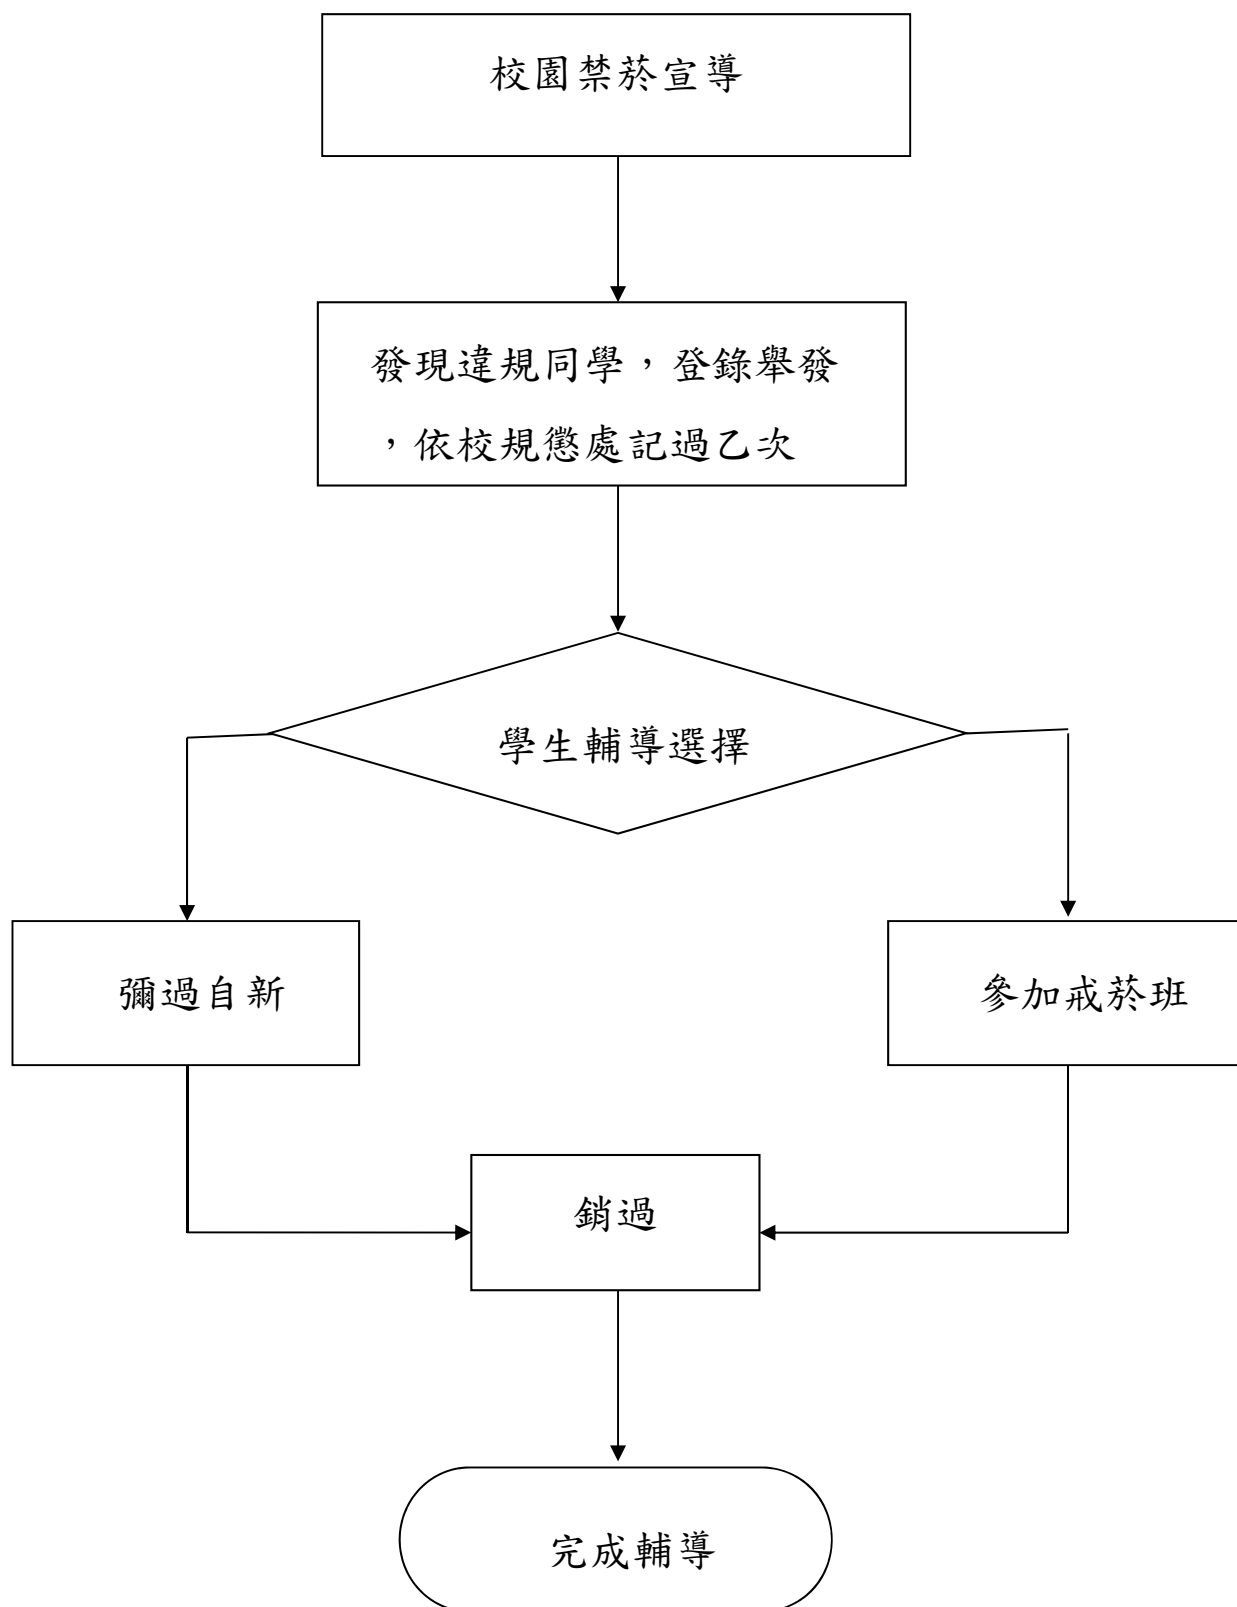 校園禁菸宣導
發現違規同學，登錄舉發
，依校規懲處記過乙次
學生輔導選擇
彌過自新
參加戒菸班
銷過
完成輔導